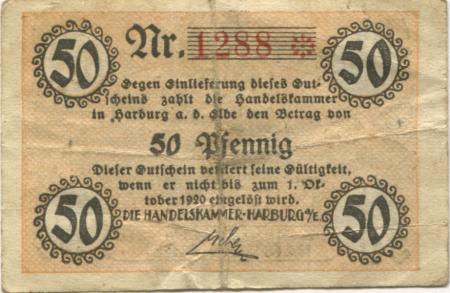 50 Nr. 1288 50
Gegen Einlieferung dieses Gut-
scheins zahlt die Handelskammer
in Harburg a. d. Elbe den Betrag von
50 Pfennig
Dieser Gutschein verliert seine Gültigkeit,
wenn er nicht bis zum 1. Ok-
tober 1920 eingelöst wird.
50 DIE HANDELSKAMMER·HARBURG a/E. 50